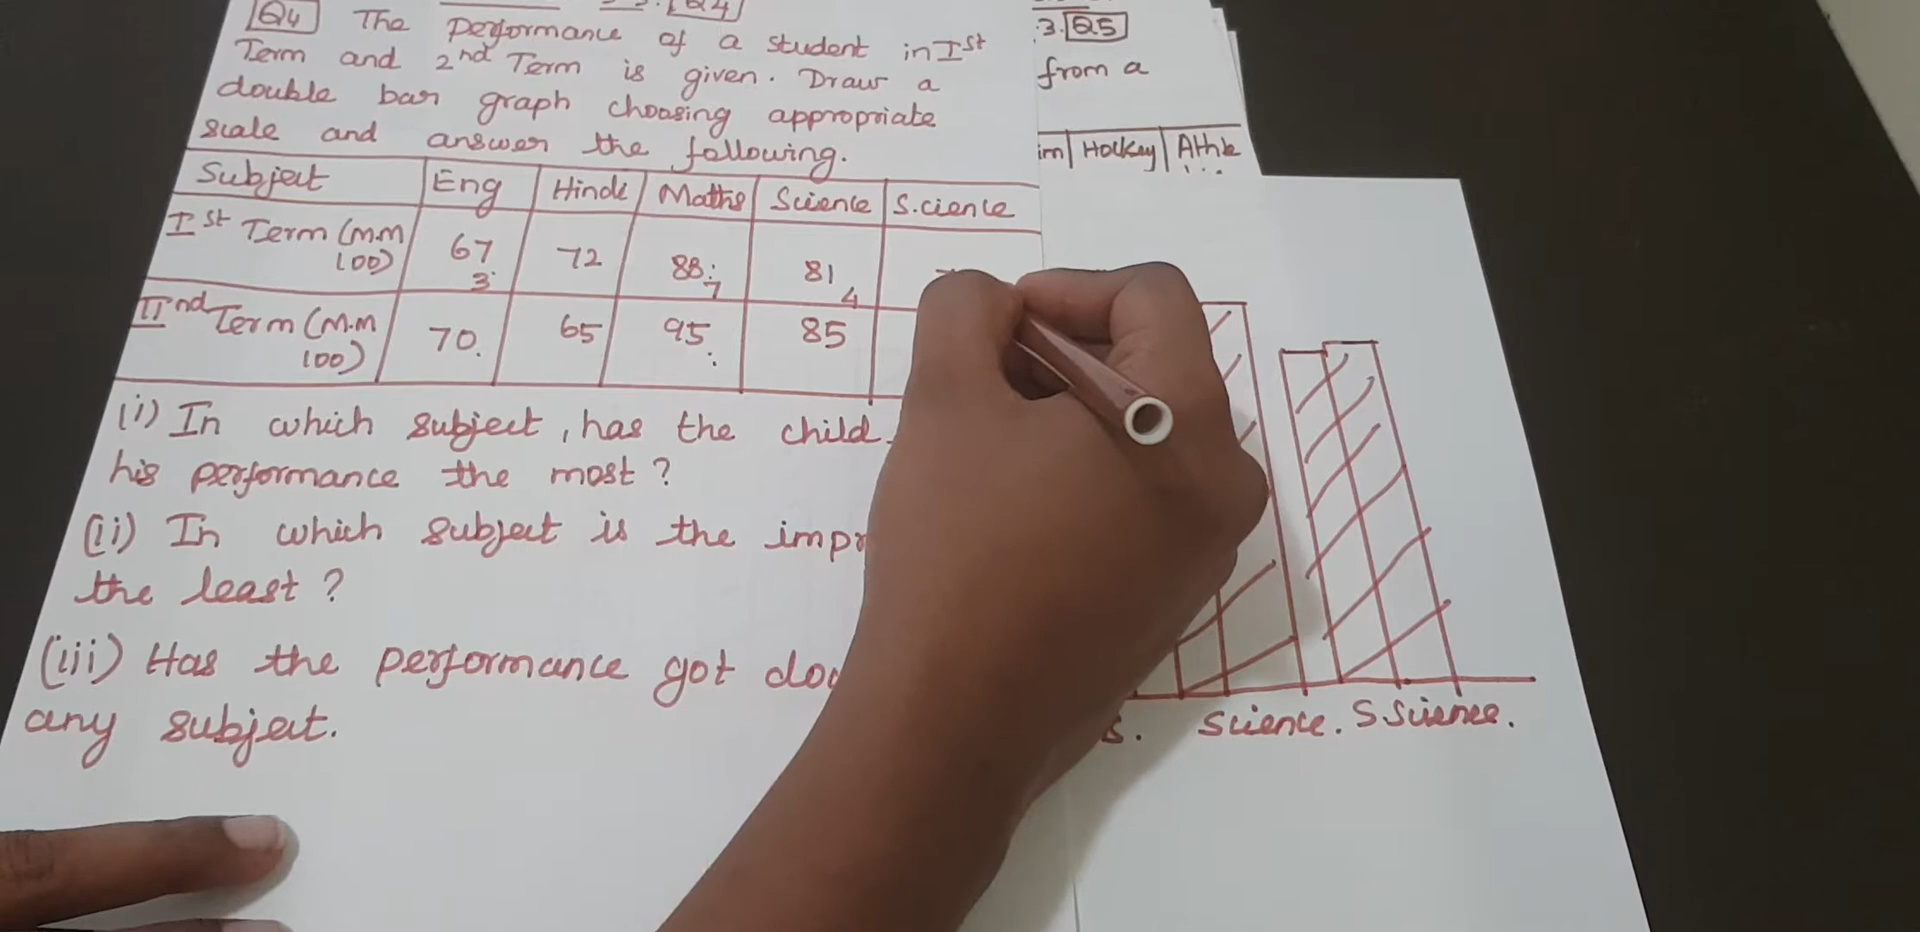 Q4
Q4 The performance of a student in Ist
Term and 2nd Term is given. Draw a
double bar graph choosing appropriate
scale and answer the following.
Subject Eng Hindi Maths Science S.cience
Ist Term (M.M 100) 67 3 72 88 7 81 4
IInd Term (M.M 100) 70. 65 95 85
(i) In which subject, has the child
his performance the most?
(ii) In which subject is the
the least?
(iii) Has the performance got
any subject.
3. Q5
from a
Hockey
s. Science. S.Science.